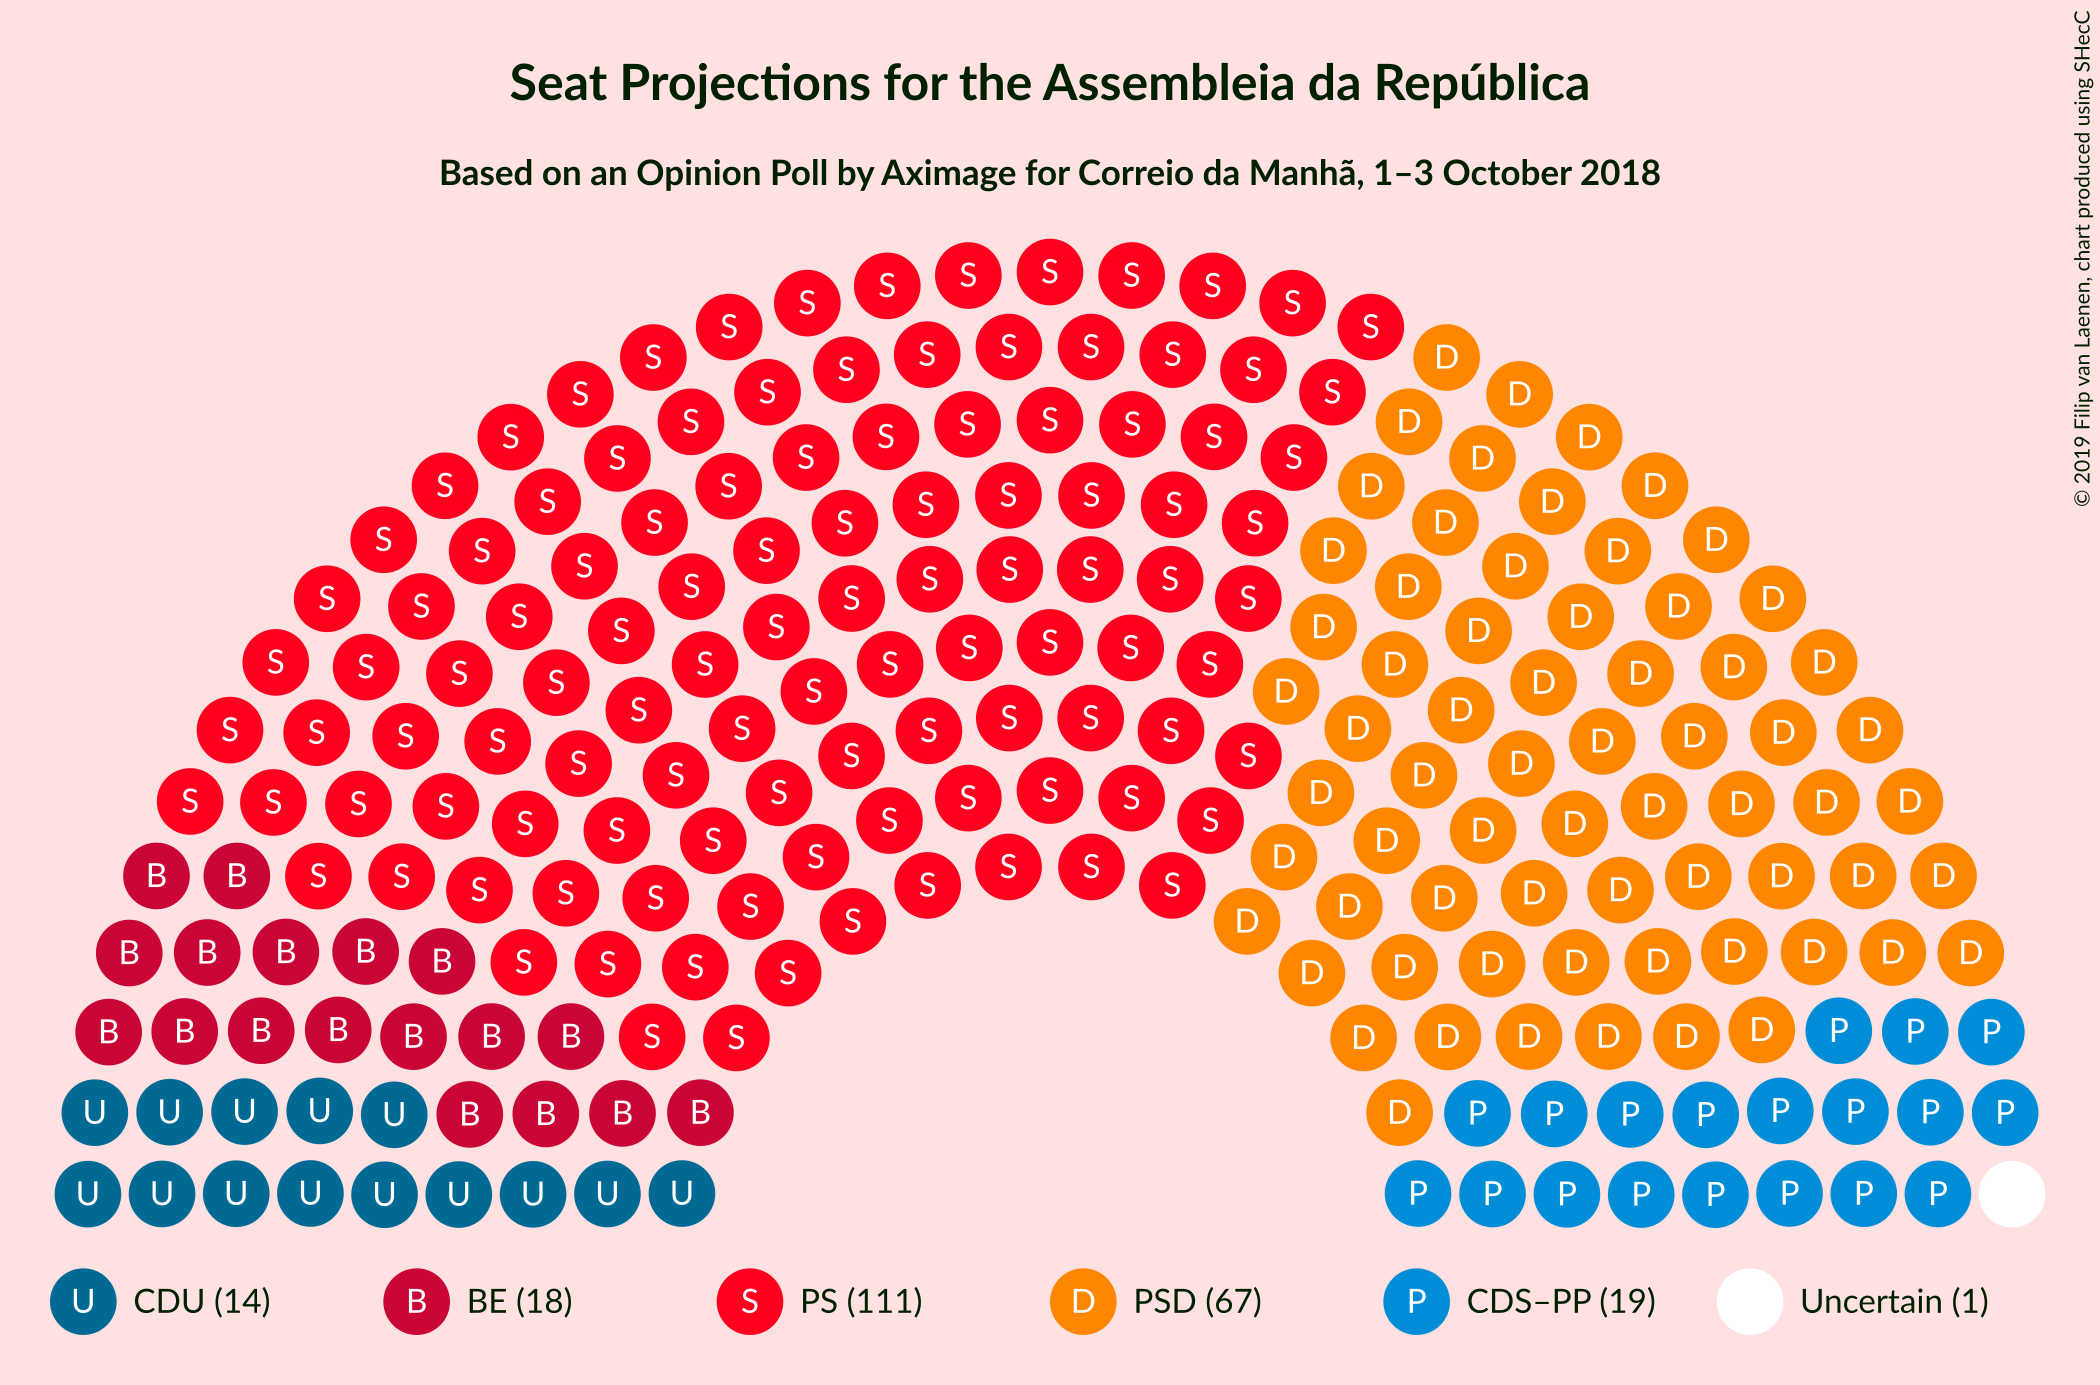 Seat Projections for the Assembleia da República
Based on an Opinion Poll by Aximage for Correio da Manhã, 1–3 October 2018
© 2019 Filip van Laenen, chart produced using SHecC
S S S S S S S S S
S S S S S S S S D
S S S S S S S S D D
S S S S S S S D D D
S S S S S S S D D D
S S S S S S S D D D
S S S S S S S D D D
S S S S S S S D D D
S S S S S S S D D D
S S S S S S S D D D
S S S S S S S D D D
S S S S S S S D D D
S S S S S S S D D D
B B S S S S S S S S S S S D D D D D D D D D
B B B B B S S S S D D D D D D D D D
B B B B B B B S S D D D D D D P P P
U U U U U B B B B D P P P P P P P P
U U U U U U U U U P P P P P P P P
U CDU (14) B BE (18) S PS (111) D PSD (67) P CDS–PP (19) Uncertain (1)